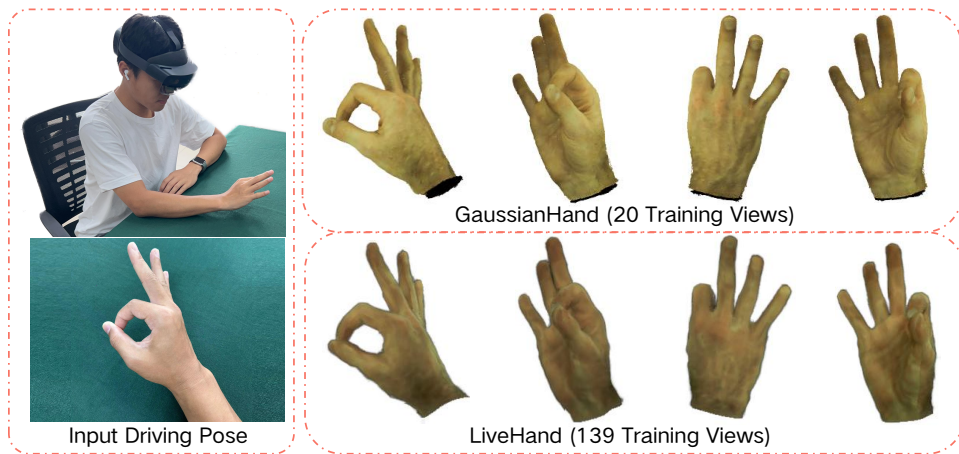 GaussianHand (20 Training Views)
Input Driving Pose
LiveHand (139 Training Views)